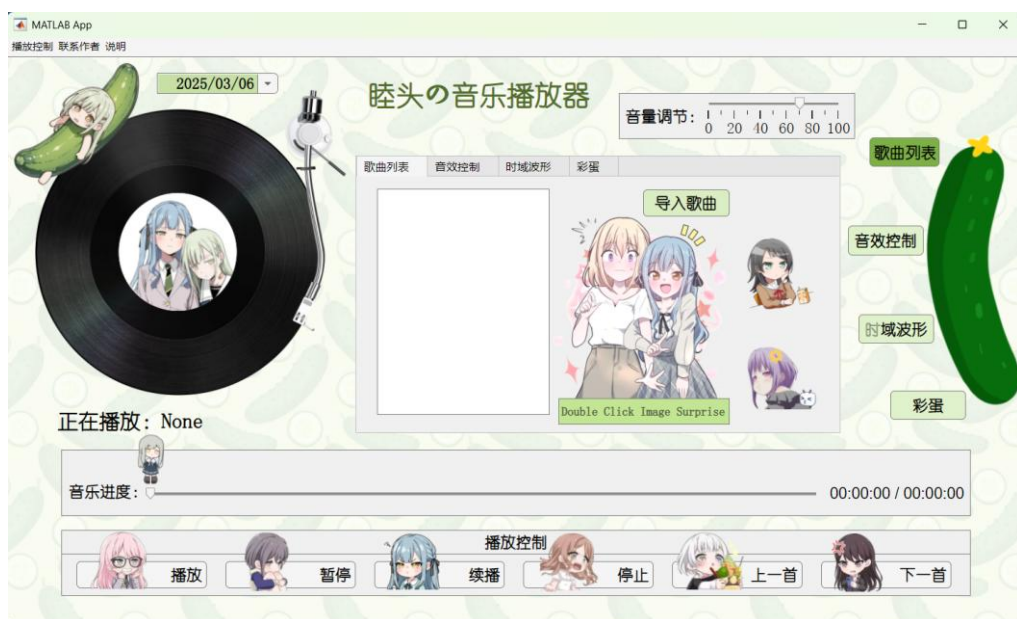 MATLAB App
播放控制 联系作者 说明
2025/03/06
睦头の音乐播放器
音量调节：
0 20 40 60 80 100
歌曲列表
歌曲列表 音效控制 时域波形 彩蛋
导入歌曲
音效控制
时域波形
彩蛋
Double Click Image Surprise
正在播放：None
音乐进度：
00:00:00 / 00:00:00
播放控制
播放 暂停 续播 停止 上一首 下一首